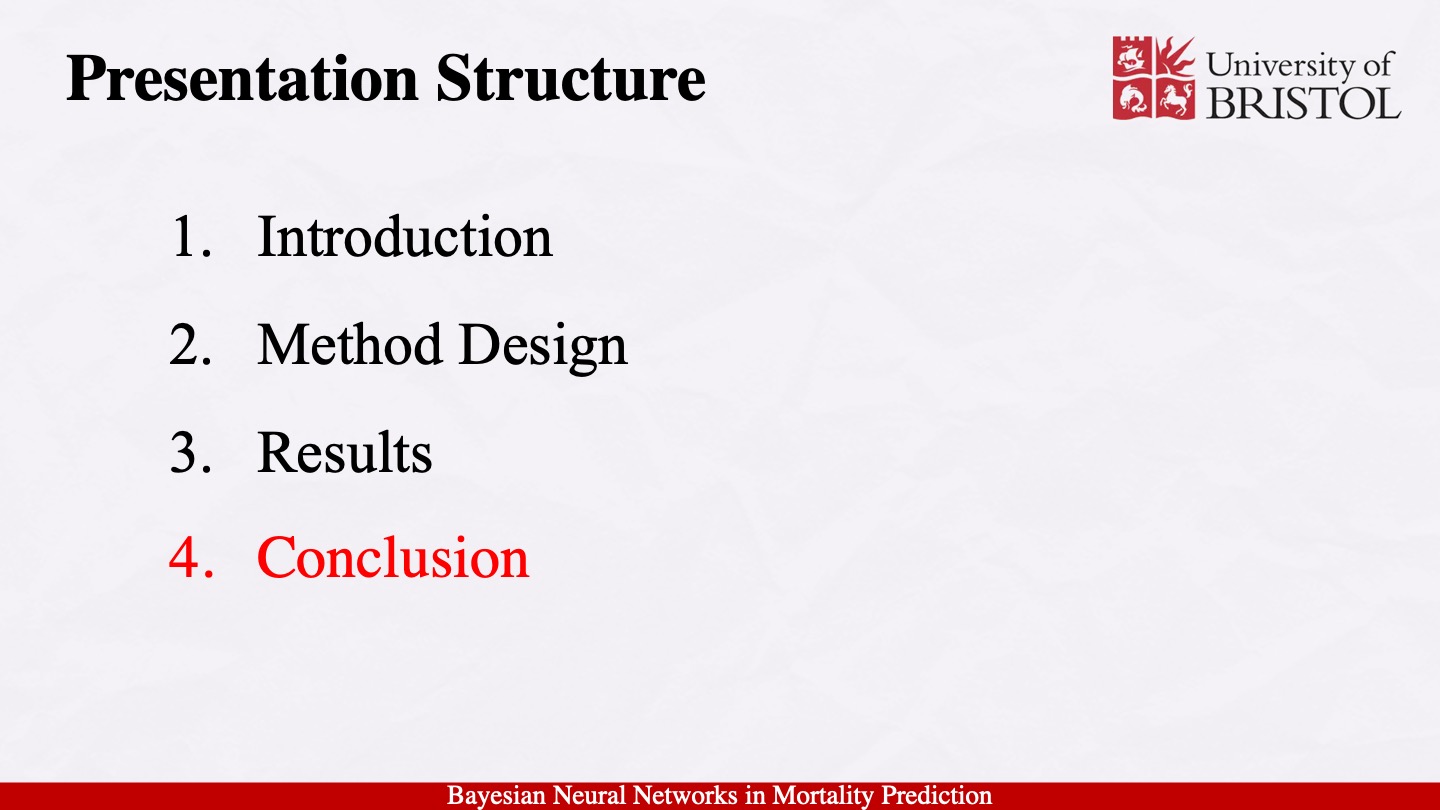 Presentation Structure
University of
BRISTOL
1. Introduction
2. Method Design
3. Results
4. Conclusion
Bayesian Neural Networks in Mortality Prediction